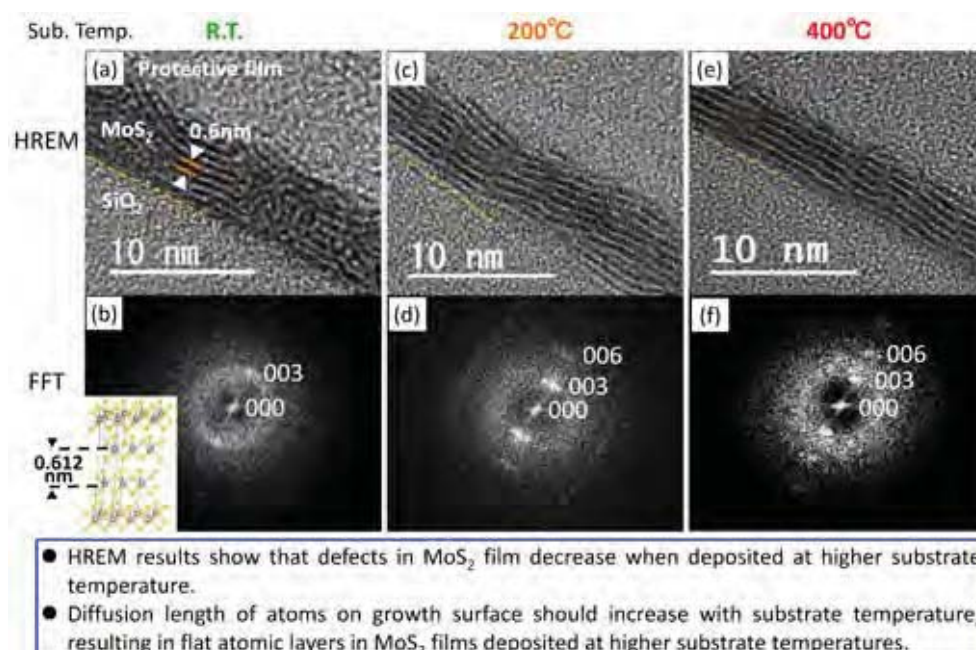 Sub. Temp. R.T. 200℃ 400℃
(a) Protective film (c) (e)
HREM MoS₂ 0.6nm
SiO₂
10 nm 10 nm 10 nm
(b) (d) (f)
006 006
FFT 003 003 003
000 000 000
0.612
nm
● HREM results show that defects in MoS₂ film decrease when deposited at higher substrate
temperature.
● Diffusion length of atoms on growth surface should increase with substrate temperature,
resulting in flat atomic layers in MoS₂ films deposited at higher substrate temperatures.